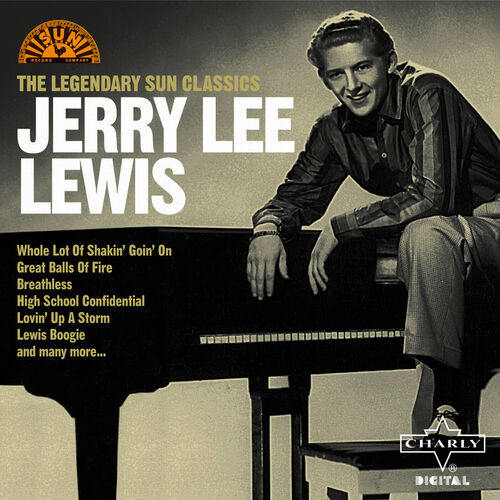 SUN
RECORD COMPANY
THE LEGENDARY SUN CLASSICS
JERRY LEE
LEWIS
Whole Lot Of Shakin' Goin' On
Great Balls Of Fire
Breathless
High School Confidential
Lovin' Up A Storm
Lewis Boogie
and many more...
CHARLY
®
DIGITAL